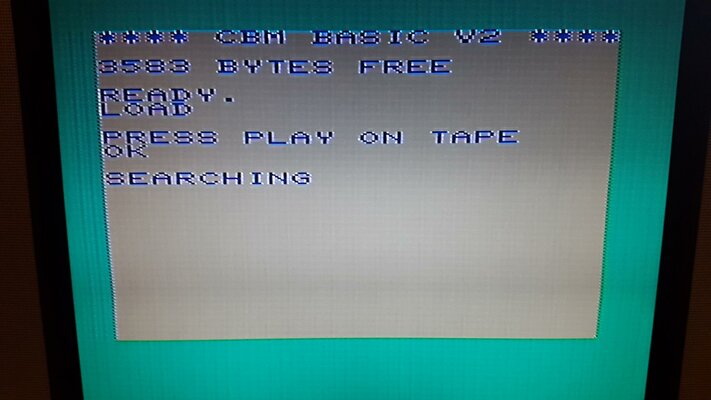 **** CBM BASIC V2 ****
3583 BYTES FREE
READY.
LOAD
PRESS PLAY ON TAPE
OK
SEARCHING